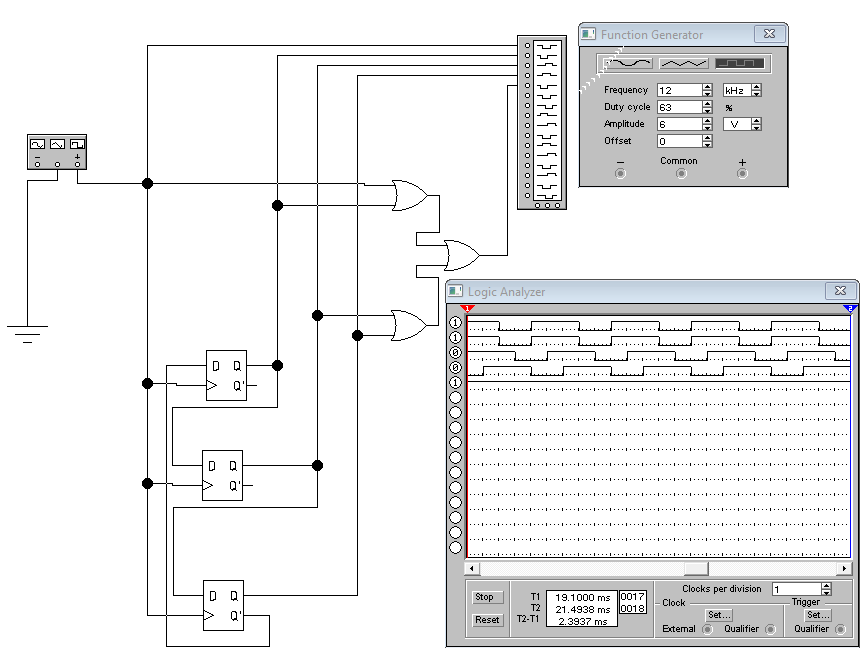 Function Generator
Frequency 12 kHz
Duty cycle 63 %
Amplitude 6 V
Offset 0
− Common +
− +
Logic Analyzer
1 2
1
1
0
0
1
D Q
Q'
D Q
Q'
D Q
Q'
Clocks per division 1
Stop
T1 19.1000 ms 0017
Clock
Trigger
T2 21.4938 ms 0018
Set...
Set...
Reset
T2-T1 2.3937 ms
External Qualifier
Qualifier